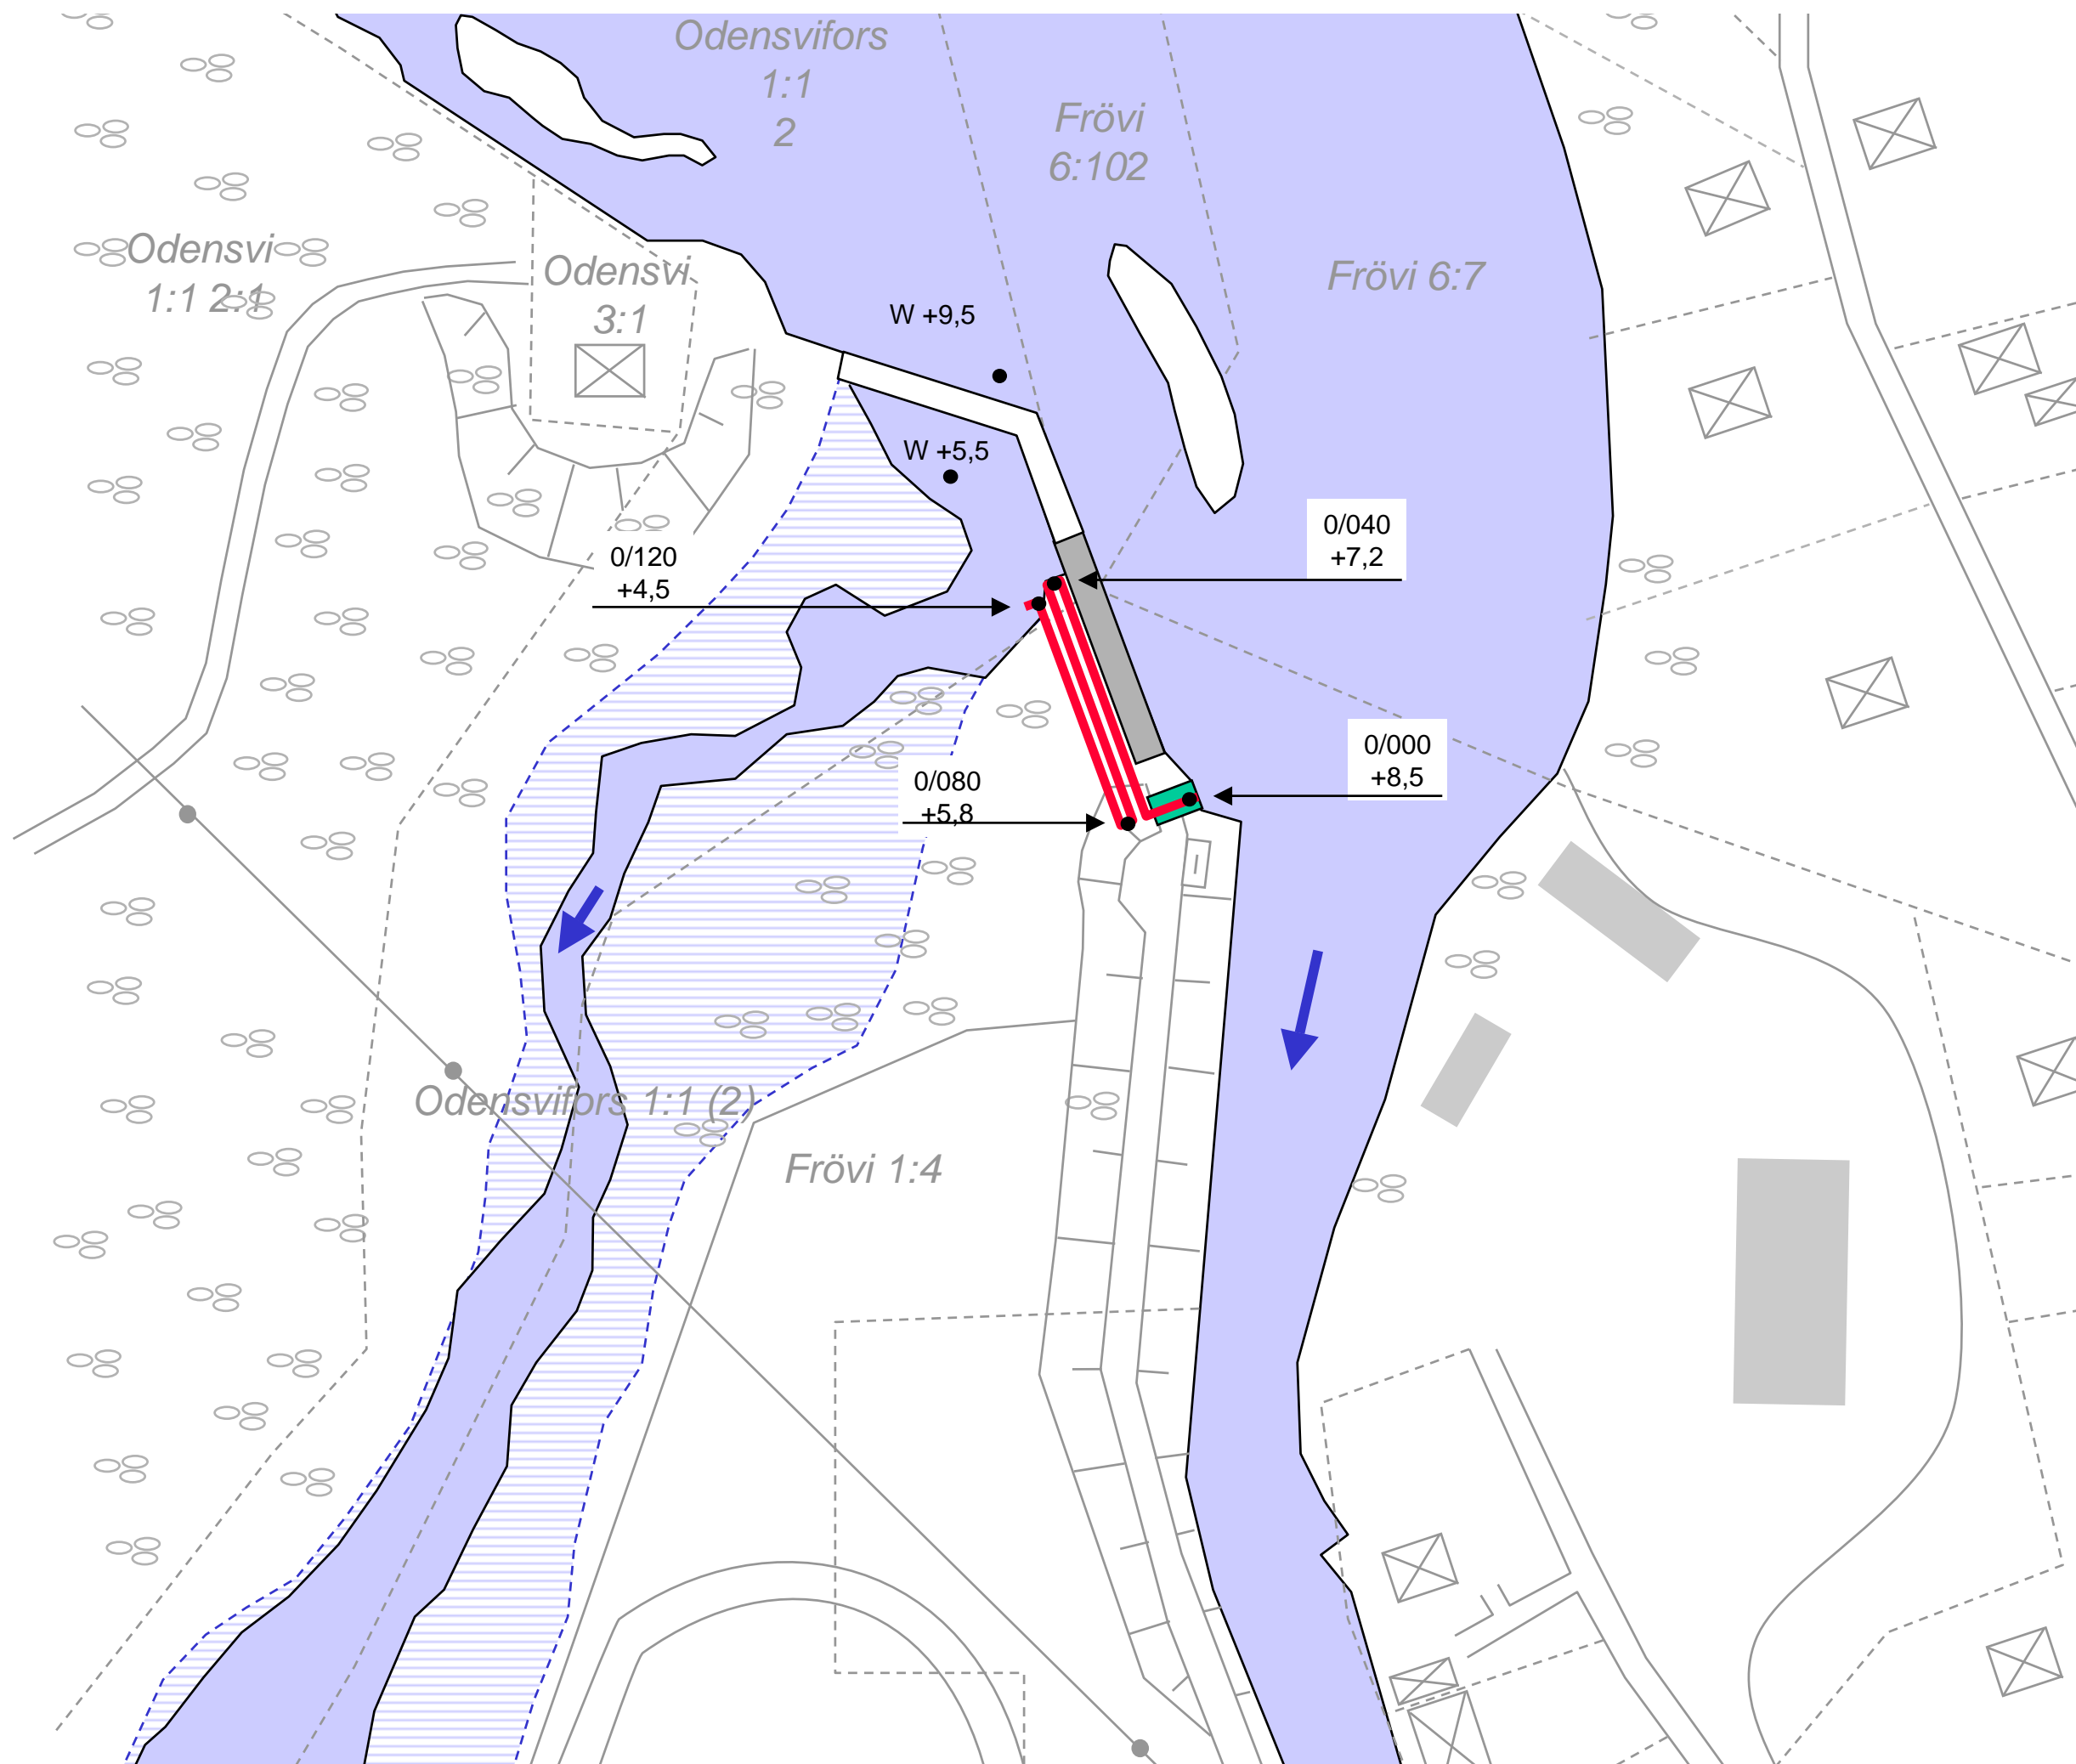 Odensvifors
1:1
2
Frövi
6:102
Odensvi
1:1 2:1
Odensvi
3:1
Frövi 6:7
W +9,5
W +5,5
0/040
+7,2
0/120
+4,5
0/000
+8,5
0/080
+5,8
Odensvifors 1:1 (2)
Frövi 1:4